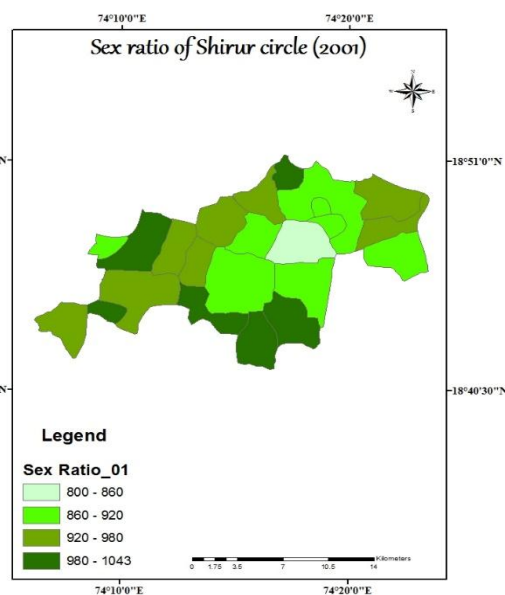 74°10'0"E 74°20'0"E
Sex ratio of Shirur circle (2001)
N
W E
S
N 18°51'0"N
N 18°40'30"N
Legend
Sex Ratio_01
800 - 860
860 - 920
920 - 980
980 - 1043
Kilometers
0 1.75 3.5 7 10.5 14
74°10'0"E 74°20'0"E